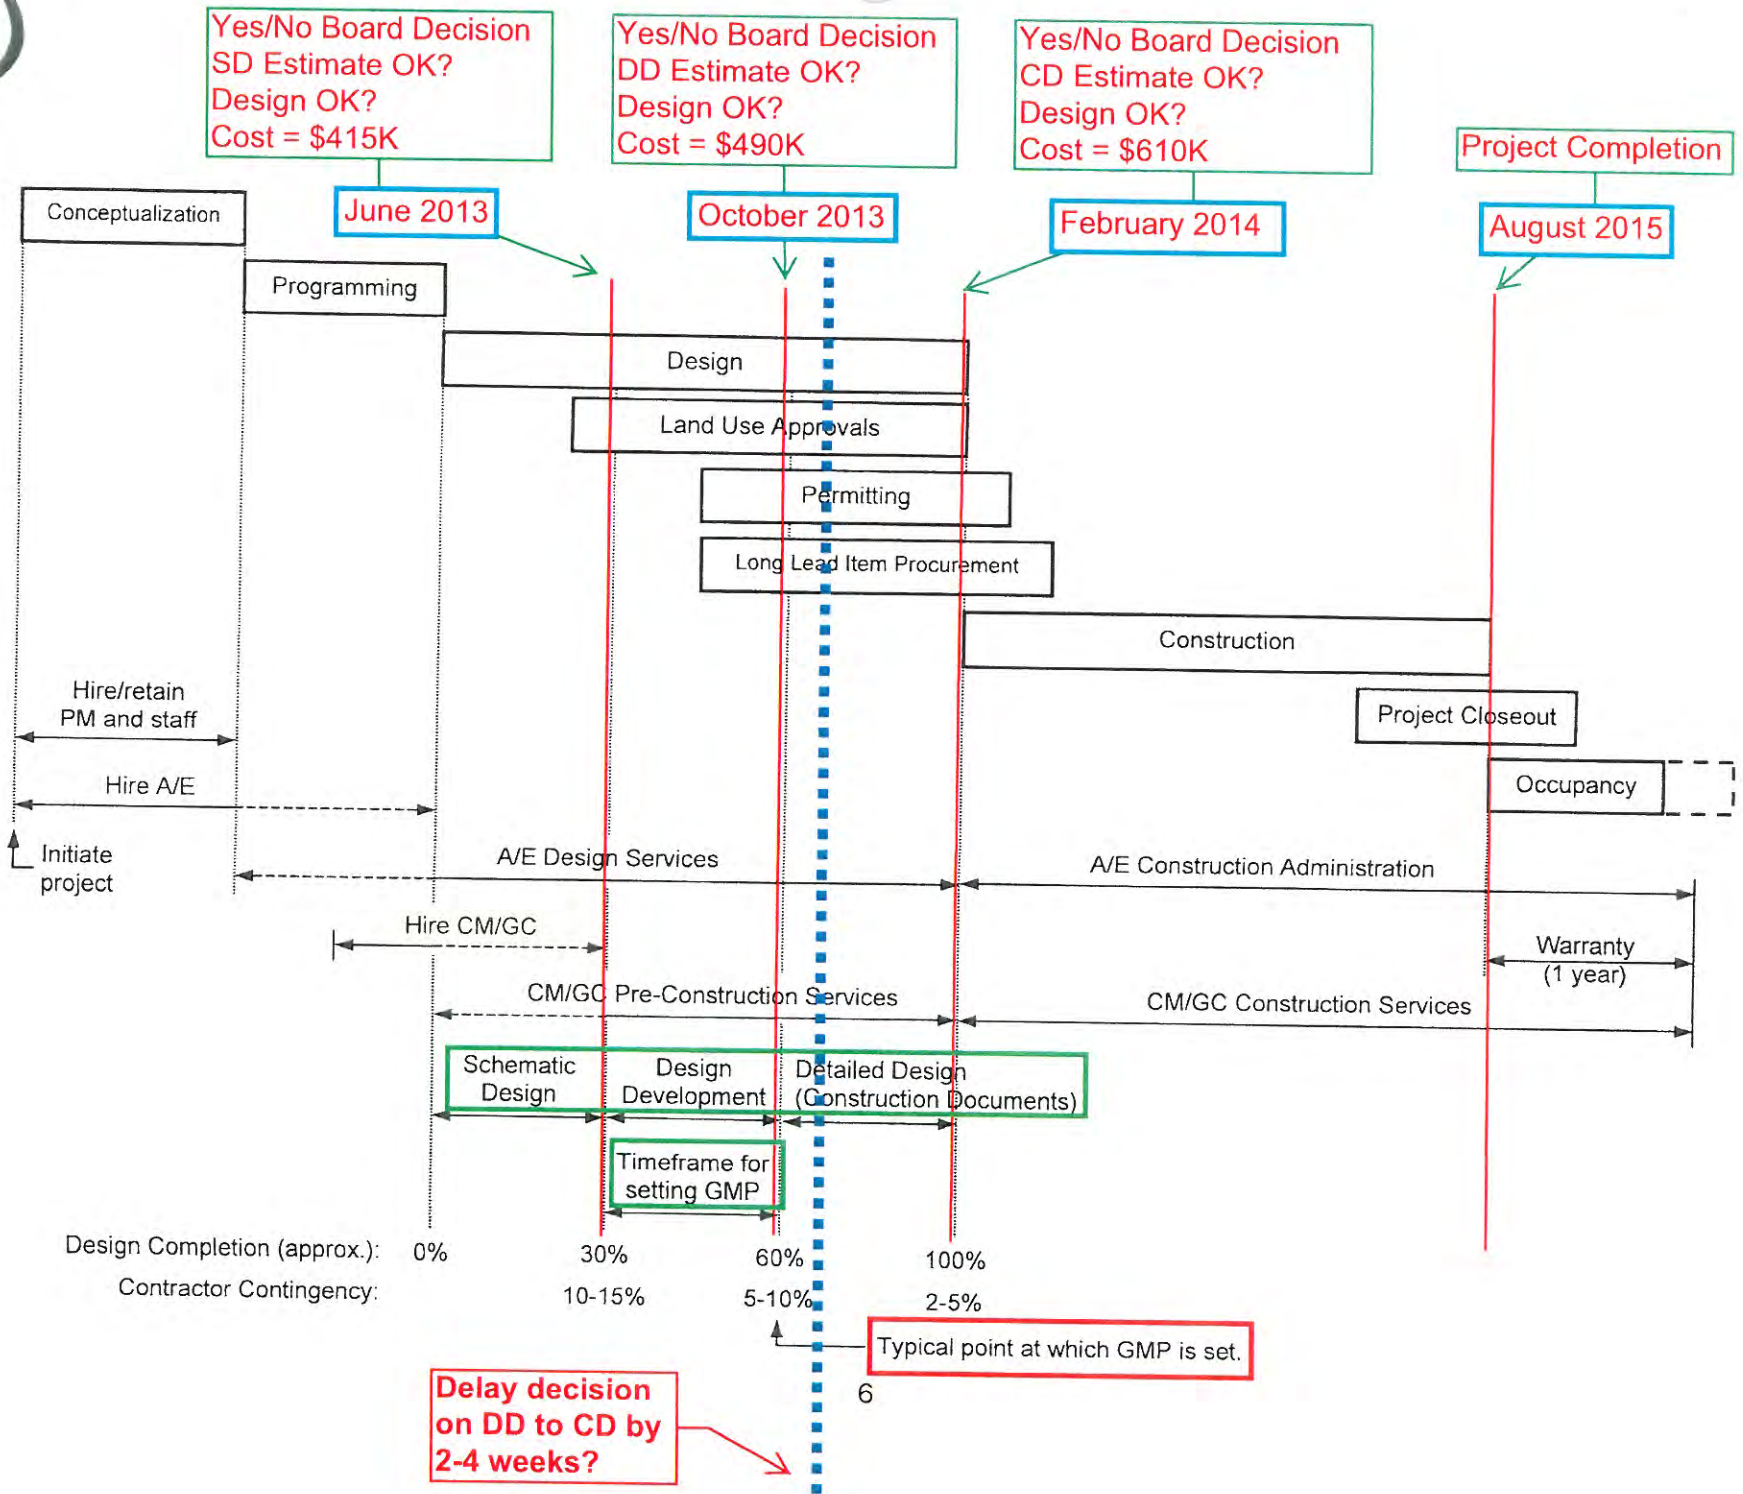 Yes/No Board Decision
SD Estimate OK?
Design OK?
Cost = $415K
Yes/No Board Decision
DD Estimate OK?
Design OK?
Cost = $490K
Yes/No Board Decision
CD Estimate OK?
Design OK?
Cost = $610K
Project Completion
June 2013
October 2013
February 2014
August 2015
Conceptualization
Programming
Design
Land Use Approvals
Permitting
Long Lead Item Procurement
Construction
Project Closeout
Occupancy
Hire/retain
PM and staff
Hire A/E
Initiate
project
A/E Design Services
A/E Construction Administration
Hire CM/GC
Warranty
(1 year)
CM/GC Pre-Construction Services
CM/GC Construction Services
Schematic
Design
Design
Development
Detailed Design
(Construction Documents)
Timeframe for
setting GMP
Design Completion (approx.): 0% 30% 60% 100%
Contractor Contingency: 10-15% 5-10% 2-5%
Typical point at which GMP is set.
6
Delay decision
on DD to CD by
2-4 weeks?